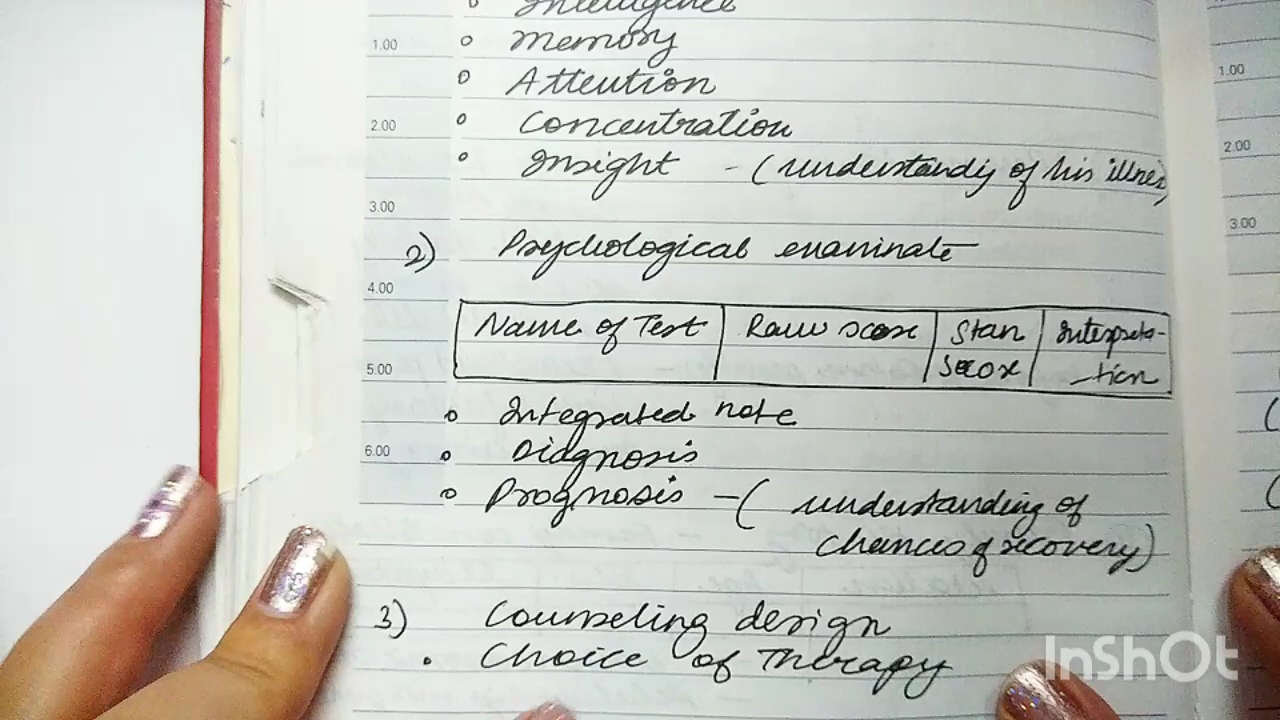 Intelligence
1.00 o Memory
o Attention
2.00 o Concentration
o Insight - (understandig of his illnes)
3.00
2) Psychological examinate
4.00
Name of Test | Raw score | Stan score | Interpreta-tion
5.00
o Integrated note
6.00 o Diagnosis
o Prognosis - ( understanding of
chances of recovery)
3) Counseling design
. Choice of Therapy
1.00
2.00
3.00
InShOt